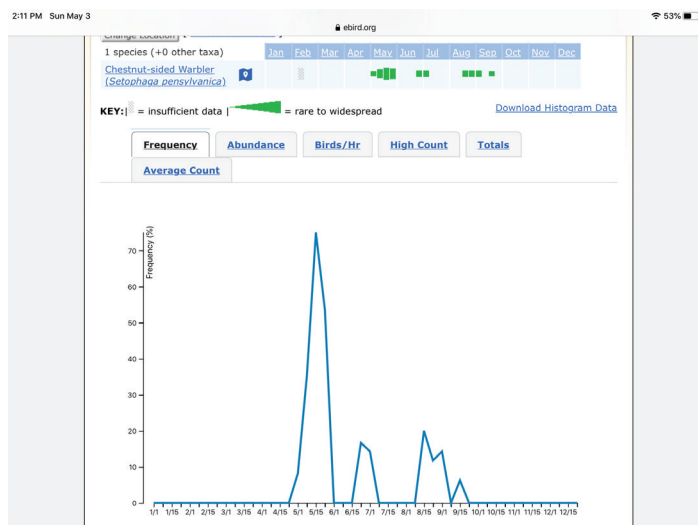 2:11 PM Sun May 3
53%
ebird.org
Change Location
1 species (+0 other taxa)
Jan Feb Mar Apr May Jun Jul Aug Sep Oct Nov Dec
Chestnut-sided Warbler
(Setophaga pensylvanica)
KEY: | = insufficient data | = rare to widespread
Download Histogram Data
Frequency Abundance Birds/Hr High Count Totals
Average Count
Frequency (%)
70
60
50
40
30
20
10
0
1/1 1/15 2/1 2/15 3/1 3/15 4/1 4/15 5/1 5/15 6/1 6/15 7/1 7/15 8/1 8/15 9/1 9/15 10/1 10/15 11/1 11/15 12/1 12/15